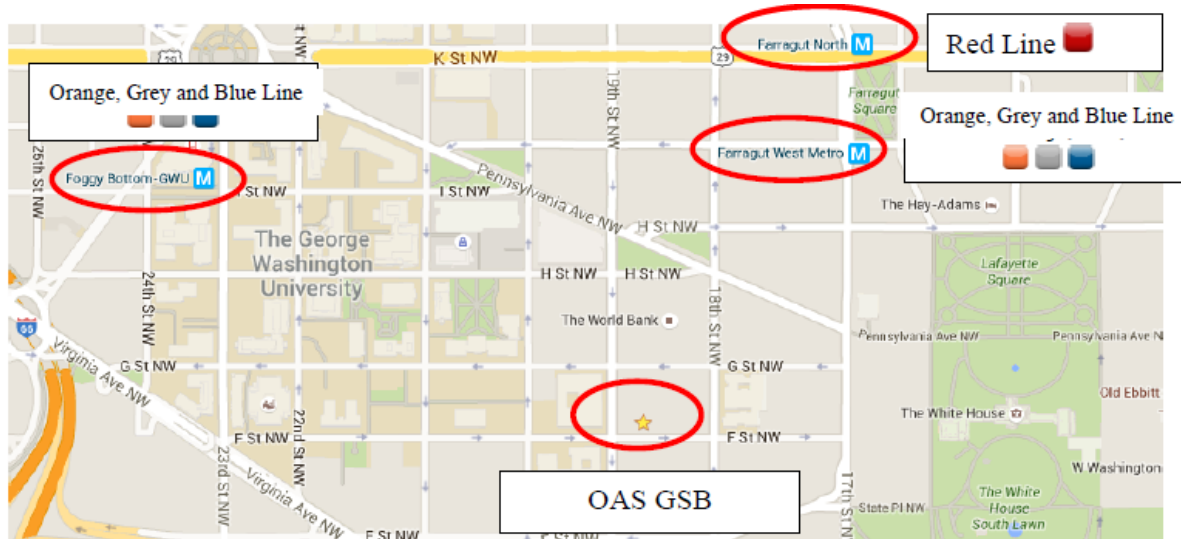 Farragut North M
Red Line
29
29
K St NW
Orange, Grey and Blue Line
Farragut
Square
Orange, Grey and Blue Line
19th St NW
25th St NW
Farragut West Metro M
Foggy Bottom-GWU M
I St NW
I St NW
Pennsylvania Ave NW
The Hay-Adams
H St NW
The George
Washington
University
Lafayette
Square
H St NW
H St NW
24th St NW
18th St NW
The World Bank
66
Pennsylvania Ave NW
Pennsylvania Ave N
Virginia Ave NW
G St NW
G St NW
Old Ebbitt
The White House
22nd St NW
F St NW
F St NW
23rd St NW
W Washington
Virginia Ave NW
OAS GSB
17th St N
The White
House
South Lawn
State Pl NW
E St NW